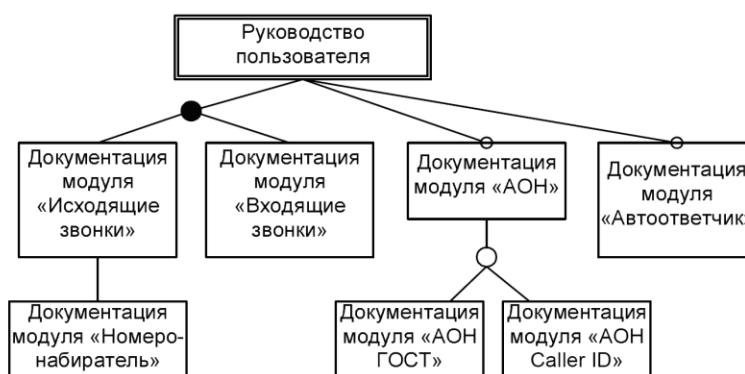 Руководство
пользователя
Документация
модуля
«Исходящие
звонки»
Документация
модуля
«Входящие
звонки»
Документация
модуля «АОН»
Документация
модуля
«Автоответчик»
Документация
модуля «Номеро-
набиратель»
Документация
модуля «АОН
ГОСТ»
Документация
модуля «АОН
Caller ID»